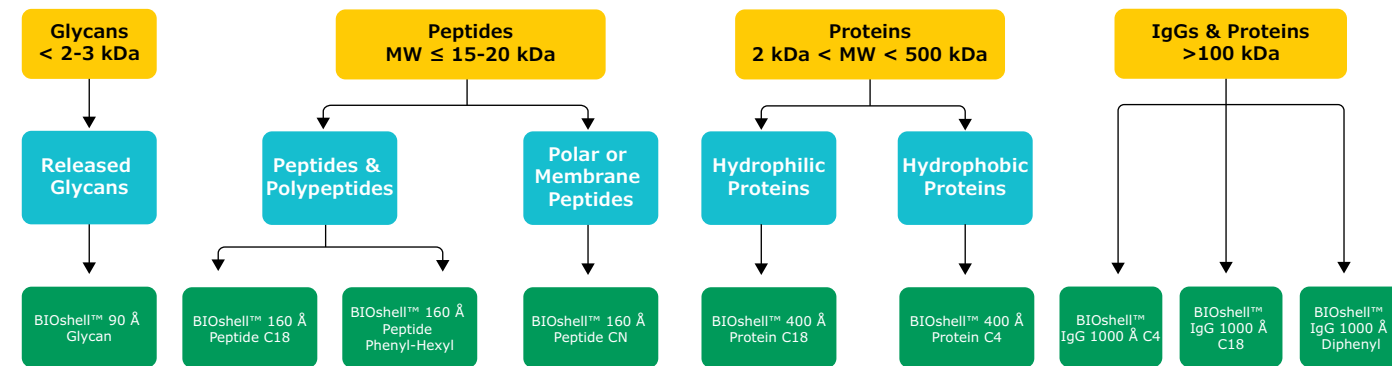 Glycans
< 2-3 kDa
Peptides
MW ≤ 15-20 kDa
Proteins
2 kDa < MW < 500 kDa
IgGs & Proteins
>100 kDa
Released
Glycans
Peptides &
Polypeptides
Polar or
Membrane
Peptides
Hydrophilic
Proteins
Hydrophobic
Proteins
BIOshell™ 90 Å
Glycan
BIOshell™ 160 Å
Peptide C18
BIOshell™ 160 Å
Peptide
Phenyl-Hexyl
BIOshell™ 160 Å
Peptide CN
BIOshell™ 400 Å
Protein C18
BIOshell™ 400 Å
Protein C4
BIOshell™
IgG 1000 Å C4
BIOshell™
IgG 1000 Å
C18
BIOshell™
IgG 1000 Å
Diphenyl